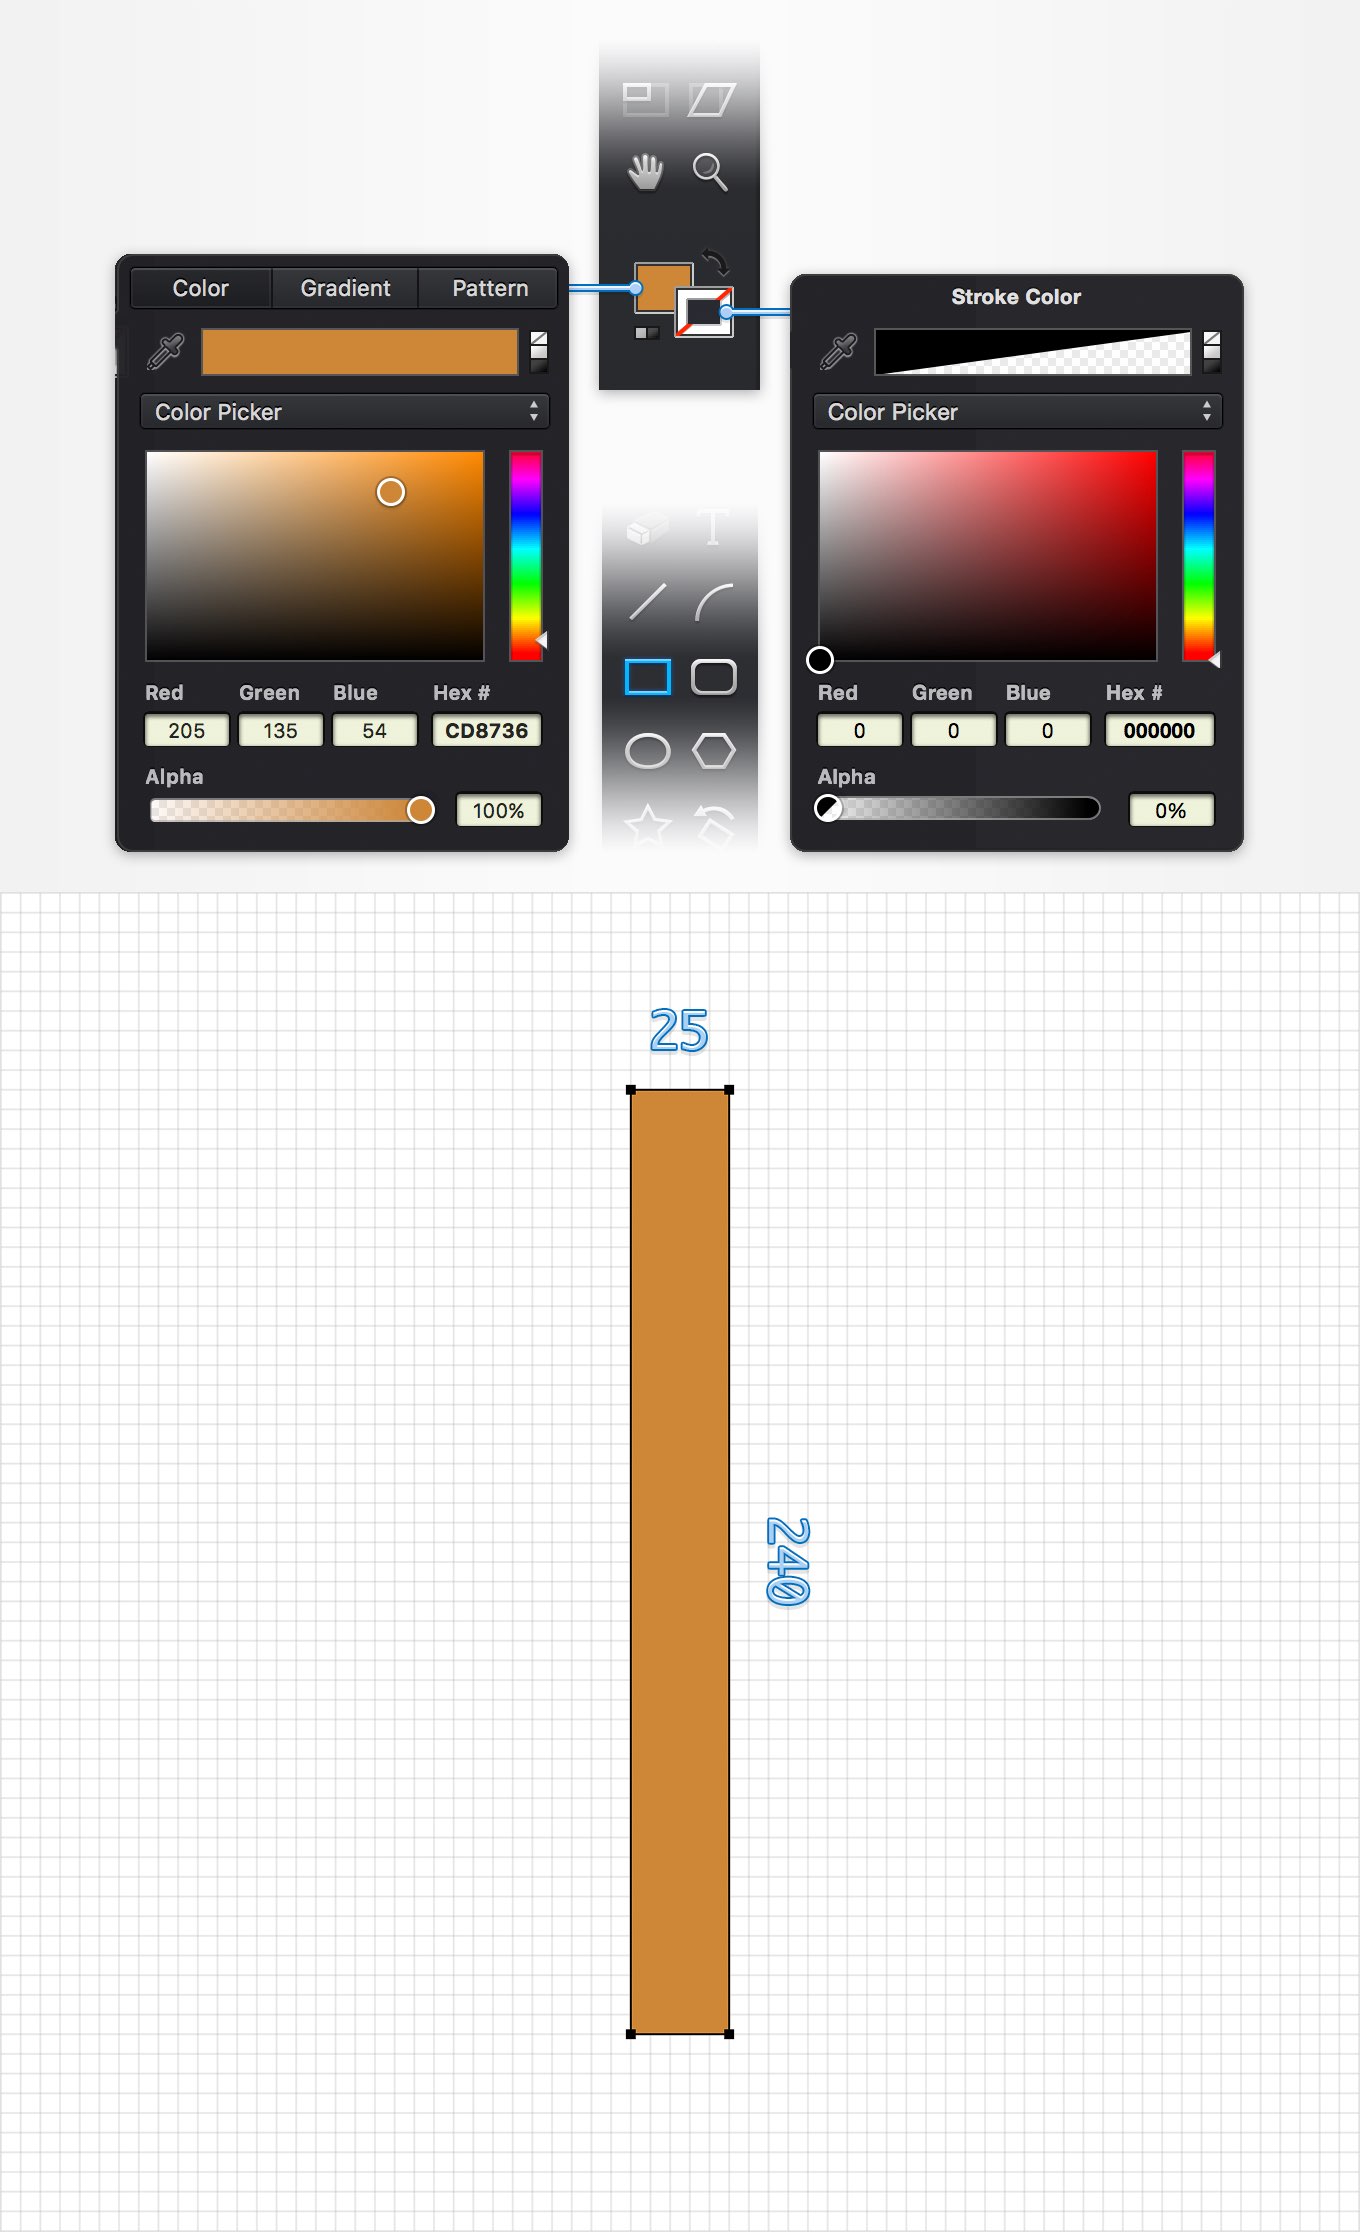 Color Gradient Pattern
Color Picker
Red Green Blue Hex #
205 135 54 CD8736
Alpha
100%
T
Stroke Color
Color Picker
Red Green Blue Hex #
0 0 0 000000
Alpha
0%
25
240